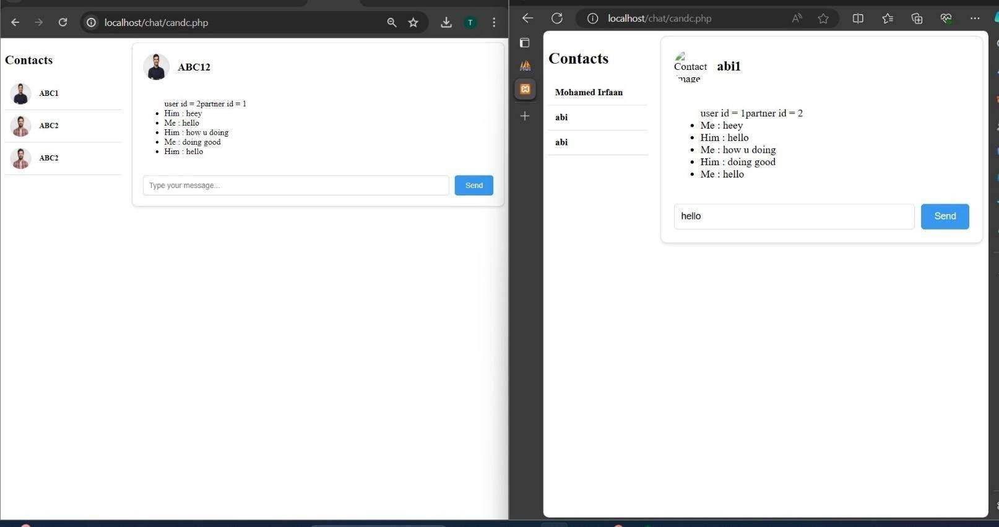 localhost/chat/candc.php
T
Contacts
ABC1
ABC2
ABC2
ABC12
user id = 2partner id = 1
Him : heey
Me : hello
Him : how u doing
Me : doing good
Him : hello
Type your message...
Send
localhost/chat/candc.php
Contacts
Mohamed Irfaan
abi
abi
Contact
image
abi1
user id = 1partner id = 2
Me : heey
Him : hello
Me : how u doing
Him : doing good
Me : hello
hello
Send